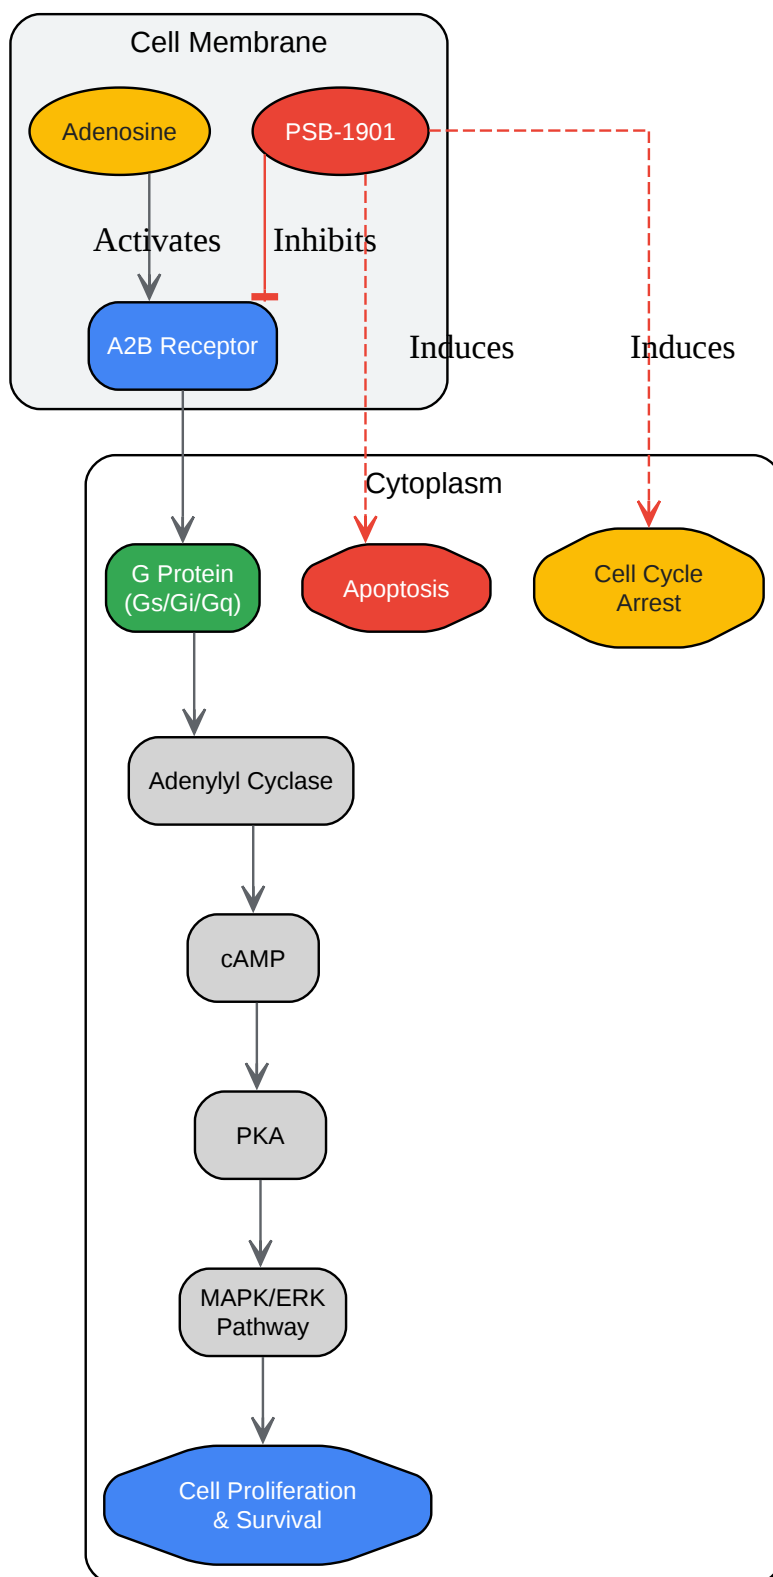 Cell Membrane
Adenosine
PSB-1901
Activates
Inhibits
A2B Receptor
Induces
Induces
Cytoplasm
G Protein
(Gs/Gi/Gq)
Apoptosis
Cell Cycle
Arrest
Adenylyl Cyclase
cAMP
PKA
MAPK/ERK
Pathway
Cell Proliferation
& Survival